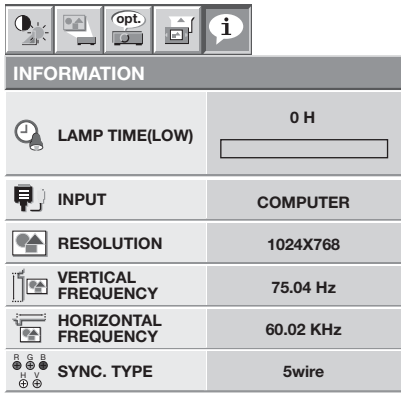 opt.
i
INFORMATION
LAMP TIME(LOW)
0 H
INPUT
COMPUTER
RESOLUTION
1024X768
VERTICAL
FREQUENCY
75.04 Hz
HORIZONTAL
FREQUENCY
60.02 KHz
R G B
H V
SYNC. TYPE
5wire